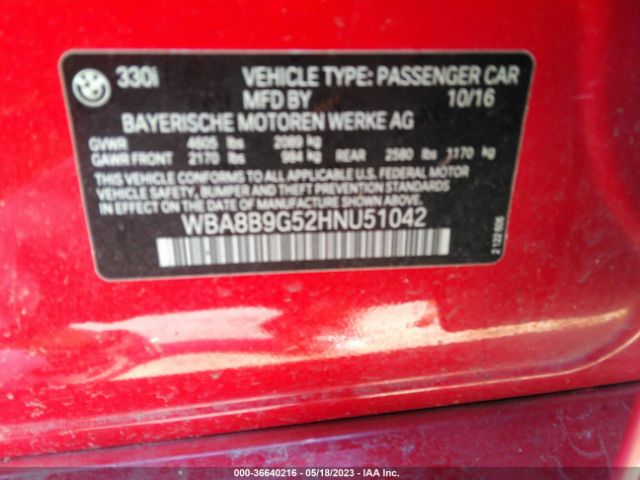 330i VEHICLE TYPE: PASSENGER CAR
MFD BY 10/16
BAYERISCHE MOTOREN WERKE AG
GVWR 4605 lbs 2089 kg
GAWR FRONT 2170 lbs 984 kg REAR 2580 lbs 1170 kg
THIS VEHICLE CONFORMS TO ALL APPLICABLE U.S. FEDERAL MOTOR
VEHICLE SAFETY, BUMPER, AND THEFT PREVENTION STANDARDS
IN EFFECT ON THE DATE OF MANUFACTURE SHOWN ABOVE.
WBA8B9G52HNU51042
000-36640216 - 05/18/2023 - IAA Inc.